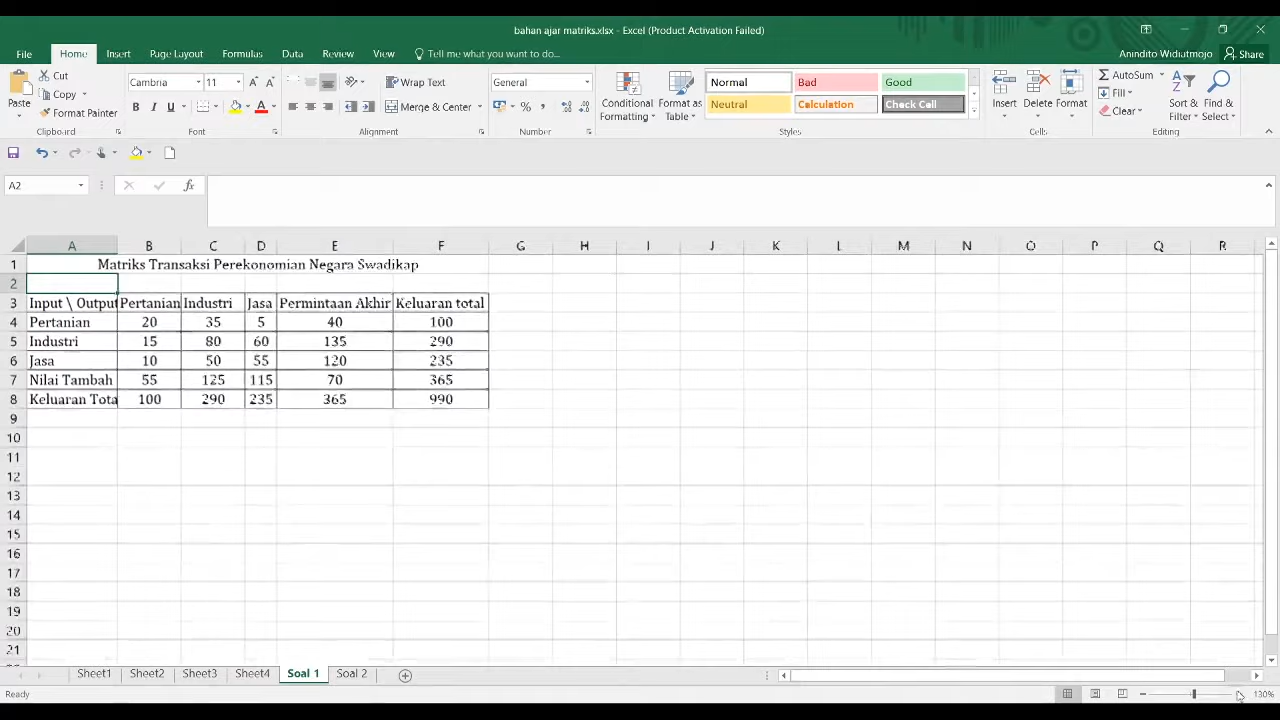 bahan ajar matriks.xlsx - Excel (Product Activation Failed)
File Home Insert Page Layout Formulas Data Review View Tell me what you want to do... Anindito Widiutmojo Share
Paste Cut Copy Format Painter
Cambria 11 B I U
Wrap Text
Merge & Center
General
% ,
Conditional Formatting Format as Table
Normal Bad Good
Neutral Calculation Check Cell
Insert Delete Format
AutoSum Fill Clear
Sort & Filter Find & Select
Clipboard Font Alignment Number Styles Cells Editing
A2 fx
A B C D E F G H I J K L M N O P Q R
1 Matriks Transaksi Perekonomian Negara Swadikap
2
3 Input \ Output Pertanian Industri Jasa Permintaan Akhir Keluaran total
4 Pertanian 20 35 5 40 100
5 Industri 15 80 60 135 290
6 Jasa 10 50 55 120 235
7 Nilai Tambah 55 125 115 70 365
8 Keluaran Tota 100 290 235 365 990
9
10
11
12
13
14
15
16
17
18
19
20
21
Sheet1 Sheet2 Sheet3 Sheet4 Soal 1 Soal 2
Ready 130%